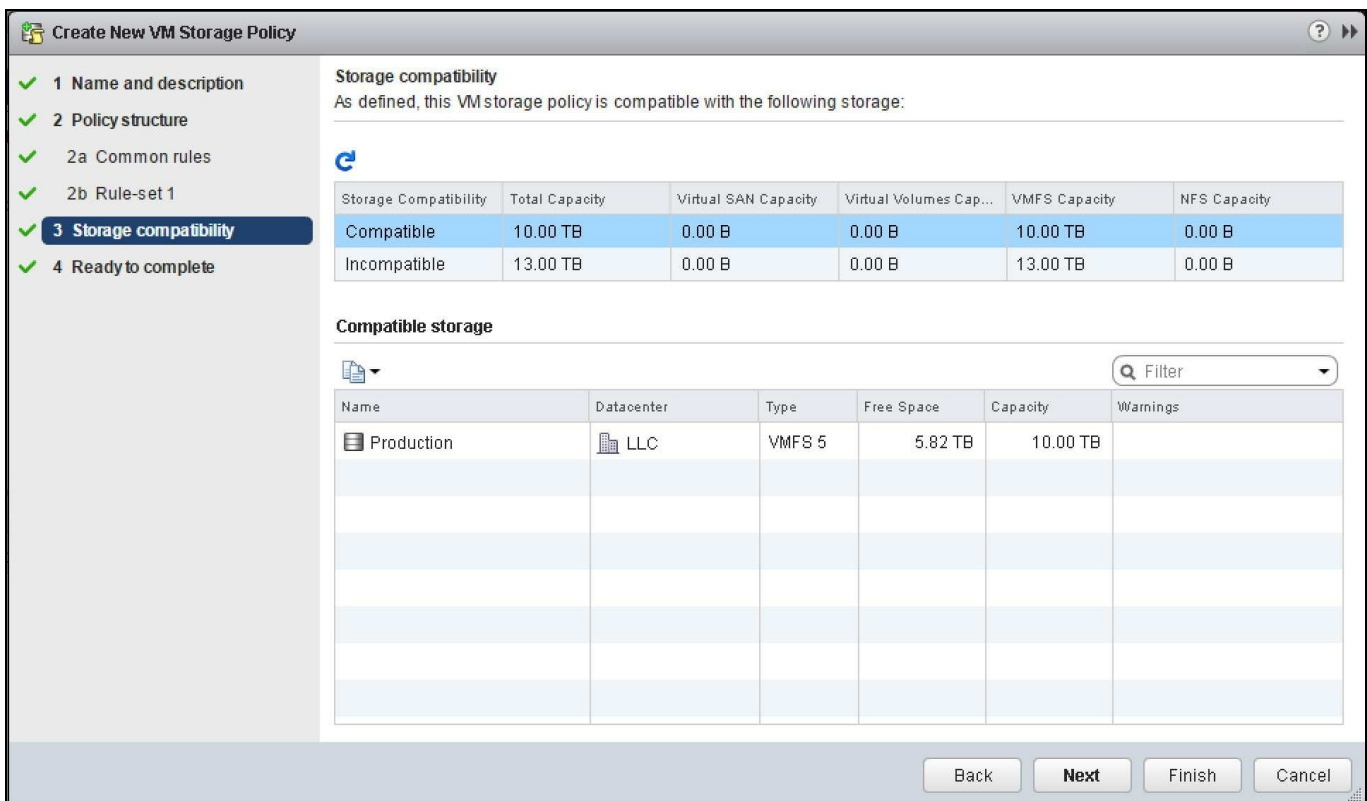 Create New VM Storage Policy
?
1 Name and description
2 Policy structure
2a Common rules
2b Rule-set 1
3 Storage compatibility
4 Ready to complete
Storage compatibility
As defined, this VM storage policy is compatible with the following storage:
Storage Compatibility Total Capacity Virtual SAN Capacity Virtual Volumes Cap... VMFS Capacity NFS Capacity
Compatible 10.00 TB 0.00 B 0.00 B 10.00 TB 0.00 B
Incompatible 13.00 TB 0.00 B 0.00 B 13.00 TB 0.00 B
Compatible storage
Filter
Name Datacenter Type Free Space Capacity Warnings
Production LLC VMFS 5 5.82 TB 10.00 TB
Back Next Finish Cancel